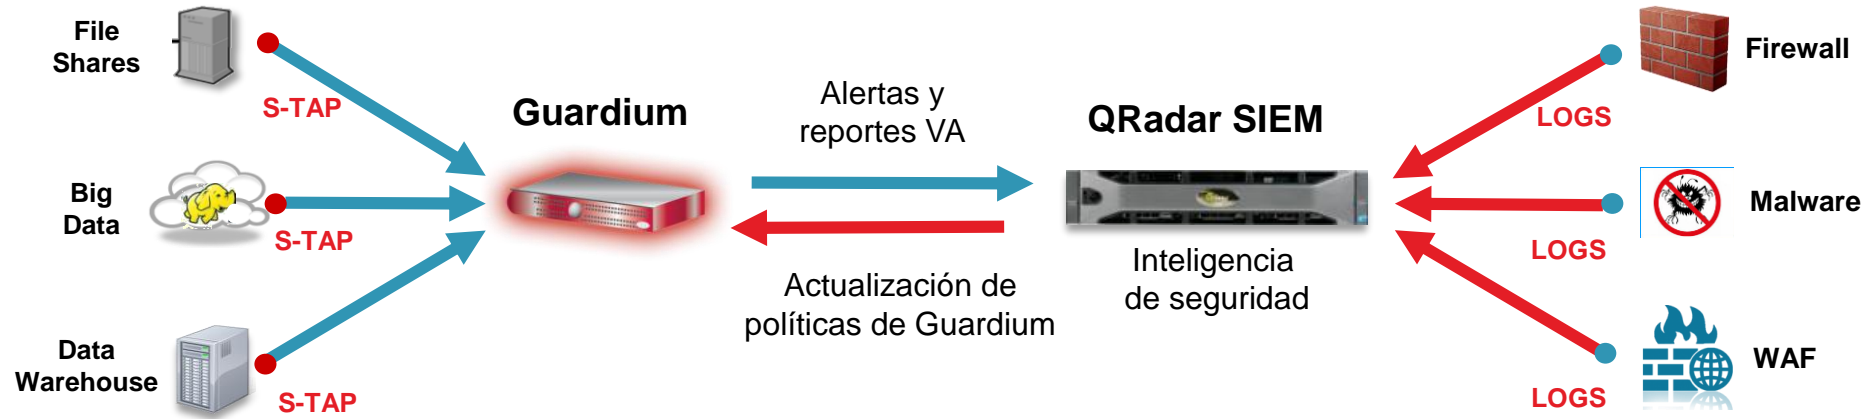 File
Shares
S-TAP
Big
Data
S-TAP
Data
Warehouse
S-TAP
Guardium
Alertas y
reportes VA
Actualización de
políticas de Guardium
QRadar SIEM
Inteligencia
de seguridad
Firewall
LOGS
Malware
LOGS
WAF
LOGS